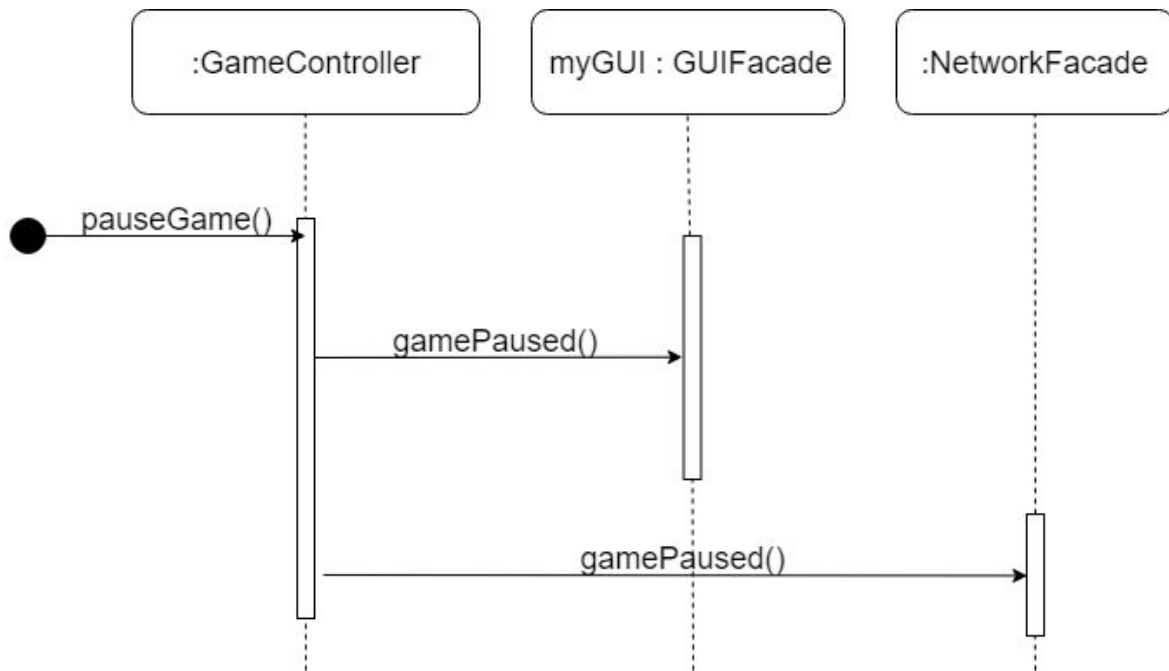 :GameController
myGUI : GUIFacade
:NetworkFacade
pauseGame()
gamePaused()
gamePaused()